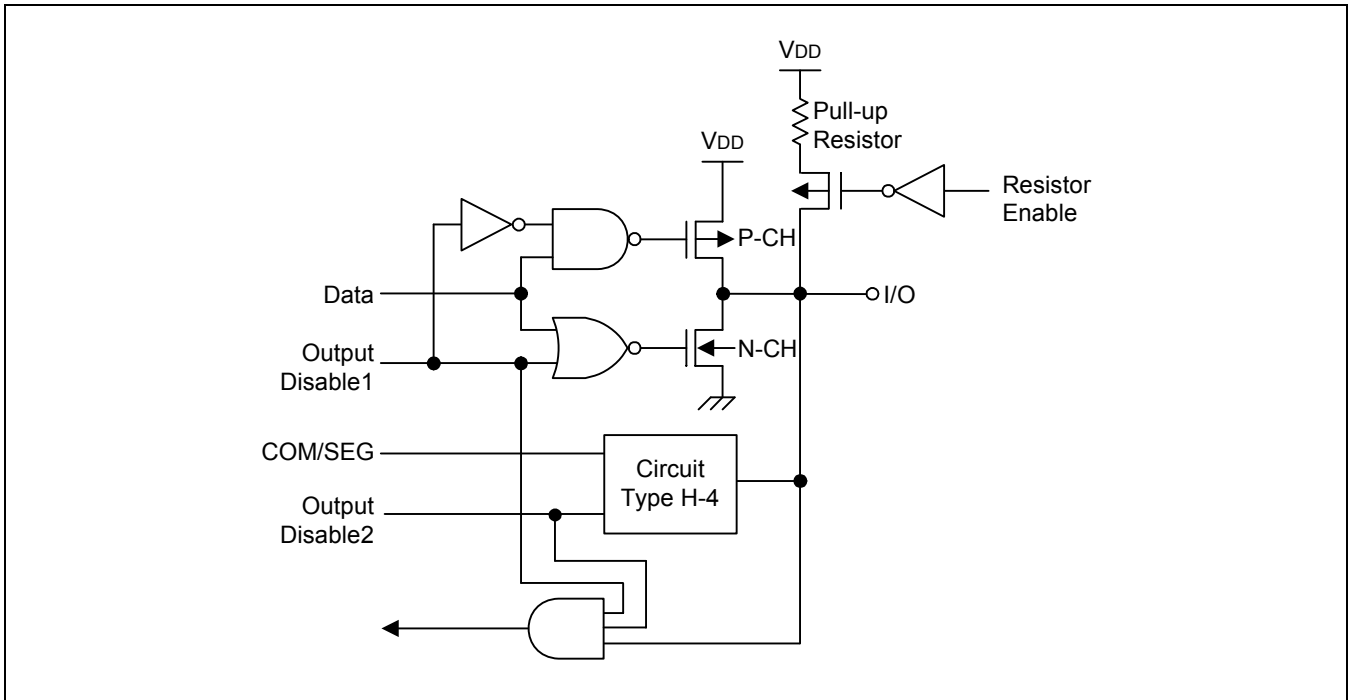 VDD
Pull-up
Resistor
VDD
Resistor
Enable
P-CH
Data
I/O
Output
Disable1
N-CH
COM/SEG
Circuit
Type H-4
Output
Disable2